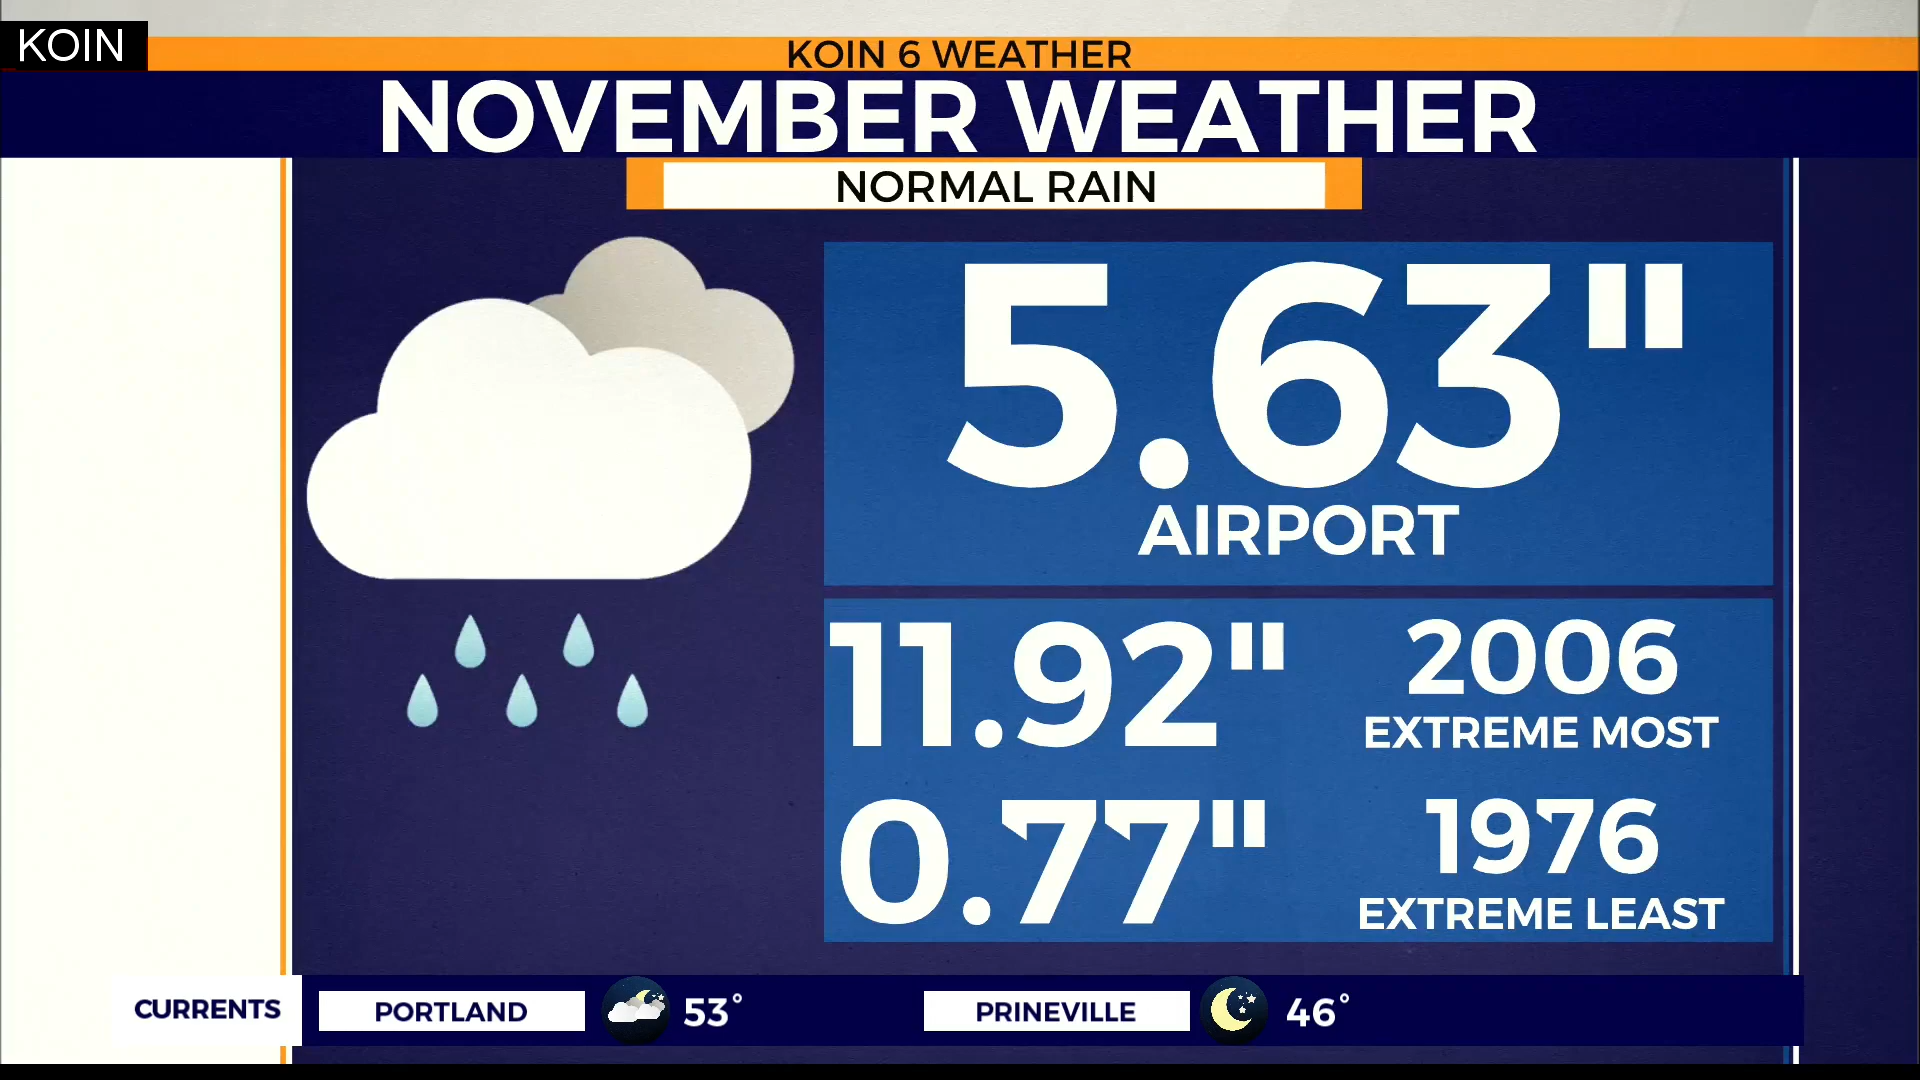 KOIN
KOIN 6 WEATHER
NOVEMBER WEATHER
NORMAL RAIN
5.63"
AIRPORT
11.92" 2006
EXTREME MOST
0.77" 1976
EXTREME LEAST
CURRENTS PORTLAND 53° PRINEVILLE 46°